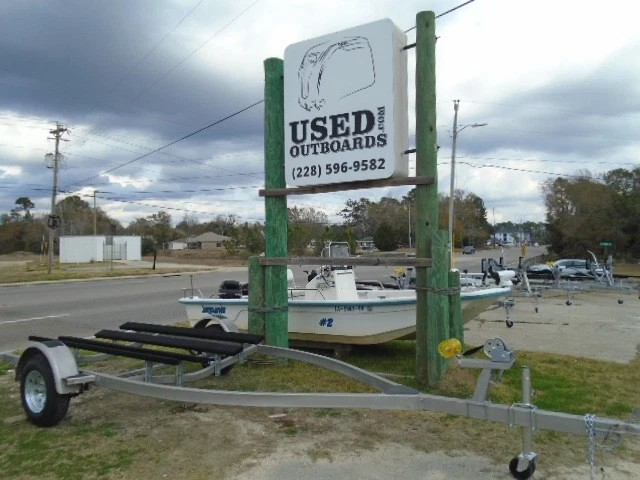 USED
OUTBOARDS.COM
(228) 596-9582
#2